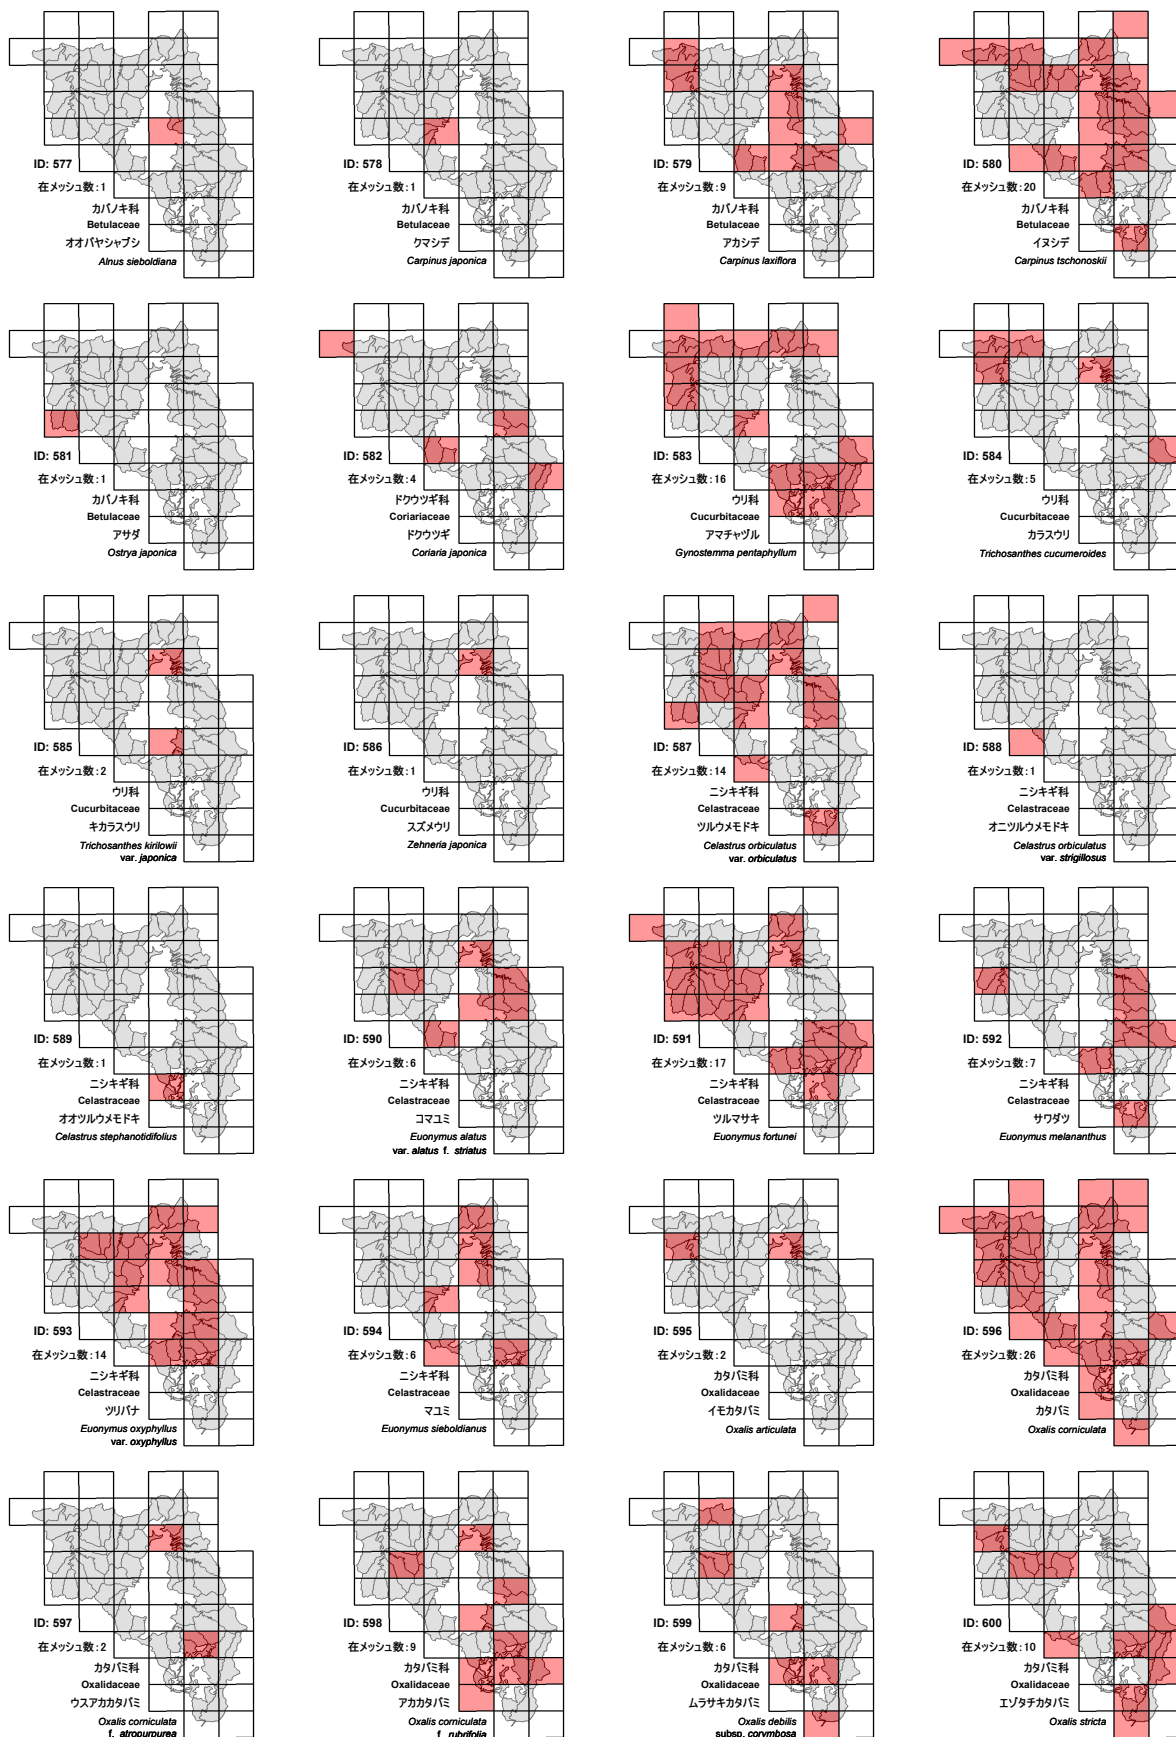 ID: 577
在メッシュ数:1
カバノキ科
Betulaceae
オオバヤシャブシ
Alnus sieboldiana
ID: 578
在メッシュ数:1
カバノキ科
Betulaceae
クマシデ
Carpinus japonica
ID: 579
在メッシュ数:9
カバノキ科
Betulaceae
アカシデ
Carpinus laxiflora
ID: 580
在メッシュ数:20
カバノキ科
Betulaceae
イヌシデ
Carpinus tschonoskii
ID: 581
在メッシュ数:1
カバノキ科
Betulaceae
アサダ
Ostrya japonica
ID: 582
在メッシュ数:4
ドクウツギ科
Coriariaceae
ドクウツギ
Coriaria japonica
ID: 583
在メッシュ数:16
ウリ科
Cucurbitaceae
アマチャヅル
Gynostemma pentaphyllum
ID: 584
在メッシュ数:5
ウリ科
Cucurbitaceae
カラスウリ
Trichosanthes cucumeroides
ID: 585
在メッシュ数:2
ウリ科
Cucurbitaceae
キカラスウリ
Trichosanthes kirilowii
var. japonica
ID: 586
在メッシュ数:1
ウリ科
Cucurbitaceae
スズメウリ
Zehneria japonica
ID: 587
在メッシュ数:14
ニシキギ科
Celastraceae
ツルウメモドキ
Celastrus orbiculatus
var. orbiculatus
ID: 588
在メッシュ数:1
ニシキギ科
Celastraceae
オニツルウメモドキ
Celastrus orbiculatus
var. strigillosus
ID: 589
在メッシュ数:1
ニシキギ科
Celastraceae
オオツルウメモドキ
Celastrus stephanotidifolius
ID: 590
在メッシュ数:6
ニシキギ科
Celastraceae
コマユミ
Euonymus alatus
var. alatus f. striatus
ID: 591
在メッシュ数:17
ニシキギ科
Celastraceae
ツルマサキ
Euonymus fortunei
ID: 592
在メッシュ数:7
ニシキギ科
Celastraceae
サワダツ
Euonymus melananthus
ID: 593
在メッシュ数:14
ニシキギ科
Celastraceae
ツリバナ
Euonymus oxyphyllus
var. oxyphyllus
ID: 594
在メッシュ数:6
ニシキギ科
Celastraceae
マユミ
Euonymus sieboldianus
ID: 595
在メッシュ数:2
カタバミ科
Oxalidaceae
イモカタバミ
Oxalis articulata
ID: 596
在メッシュ数:26
カタバミ科
Oxalidaceae
カタバミ
Oxalis corniculata
ID: 597
在メッシュ数:2
カタバミ科
Oxalidaceae
ウスアカカタバミ
Oxalis corniculata
f. atropurpurea
ID: 598
在メッシュ数:9
カタバミ科
Oxalidaceae
アカカタバミ
Oxalis corniculata
f. rubrifolia
ID: 599
在メッシュ数:6
カタバミ科
Oxalidaceae
ムラサキカタバミ
Oxalis debilis
subsp. corymbosa
ID: 600
在メッシュ数:10
カタバミ科
Oxalidaceae
エゾタチカタバミ
Oxalis stricta